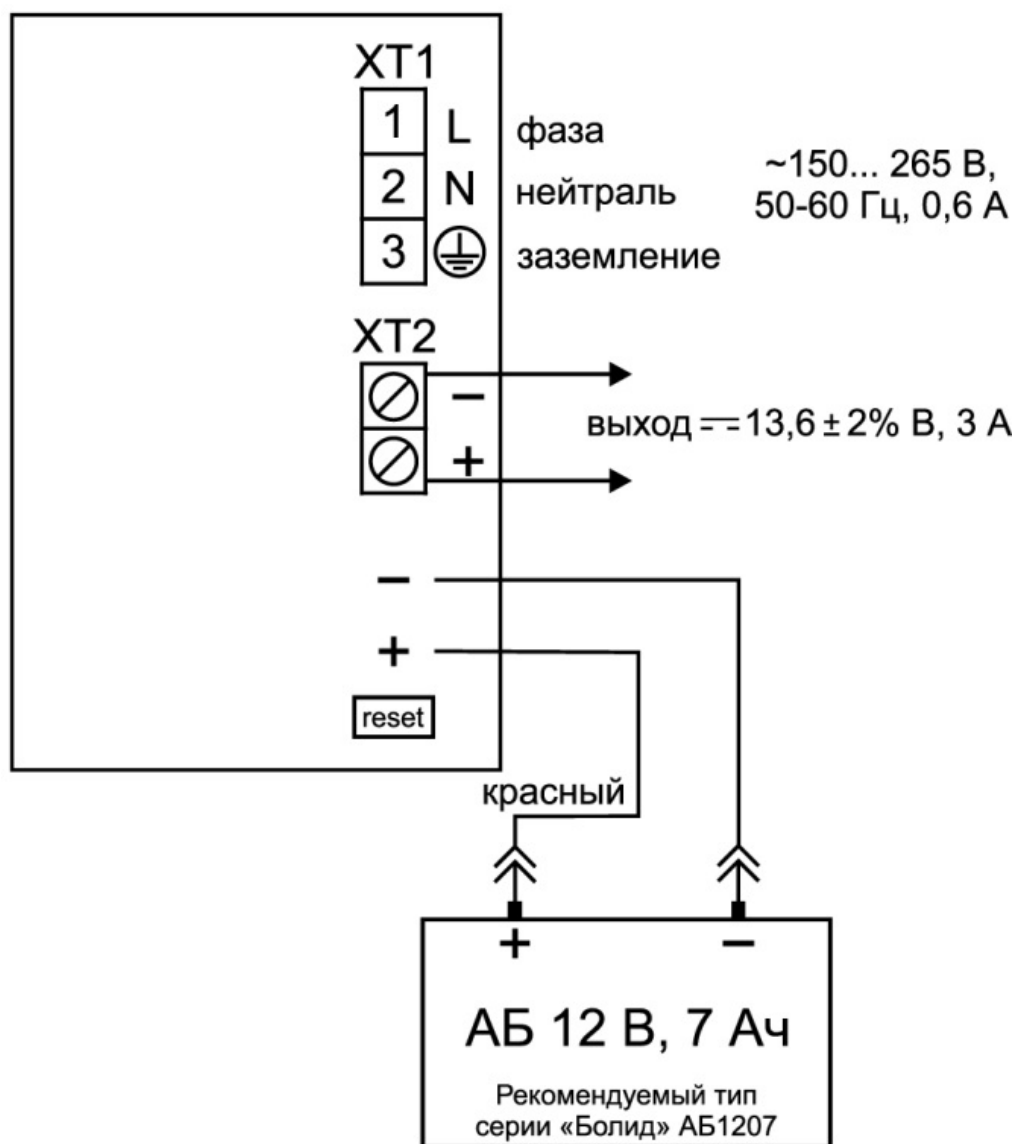 XT1
1 L фаза
2 N нейтраль
3 заземление
~150... 265 В,
50-60 Гц, 0,6 А
XT2
−
+
выход 13,6 ± 2% В, 3 А
−
+
reset
красный
+ −
АБ 12 В, 7 Ач
Рекомендуемый тип
серии «Болид» АБ1207